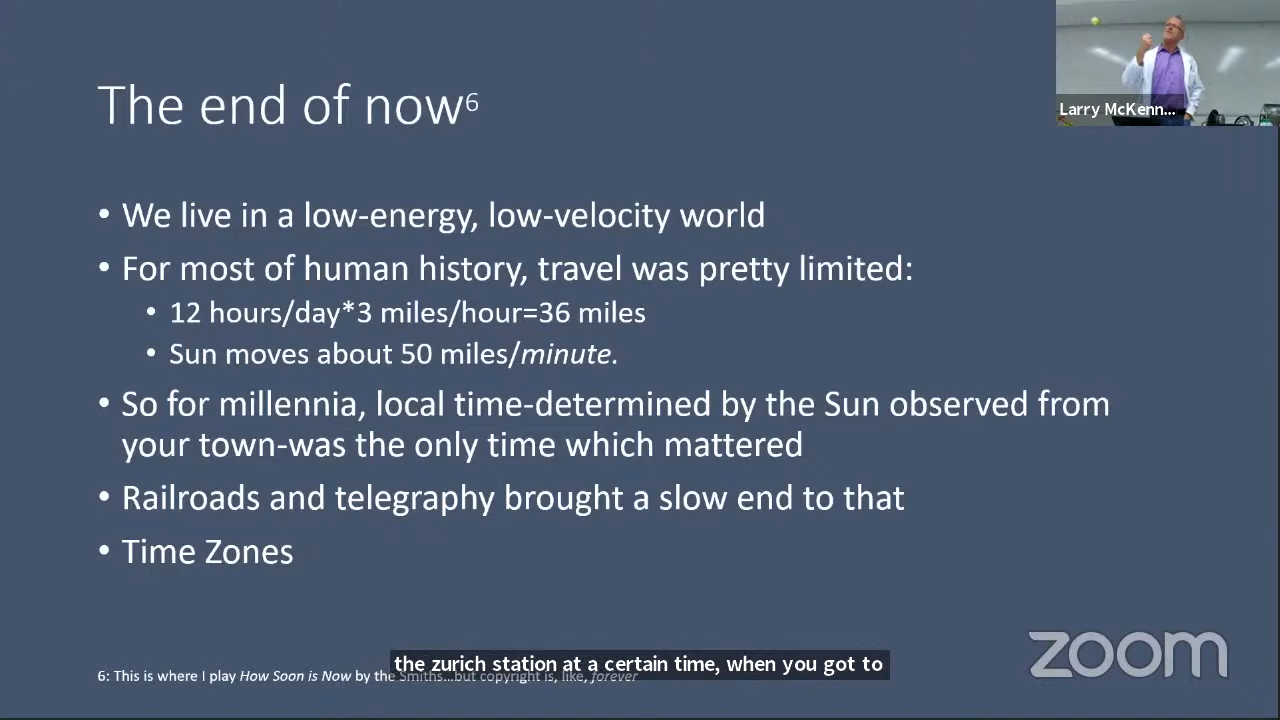 The end of now6
Larry McKenn...
• We live in a low-energy, low-velocity world
• For most of human history, travel was pretty limited:
• 12 hours/day*3 miles/hour=36 miles
• Sun moves about 50 miles/minute.
• So for millennia, local time-determined by the Sun observed from
your town-was the only time which mattered
• Railroads and telegraphy brought a slow end to that
• Time Zones
the zurich station at a certain time, when you got to
6: This is where I play How Soon is Now by the Smiths...but copyright is, like, forever
zoom